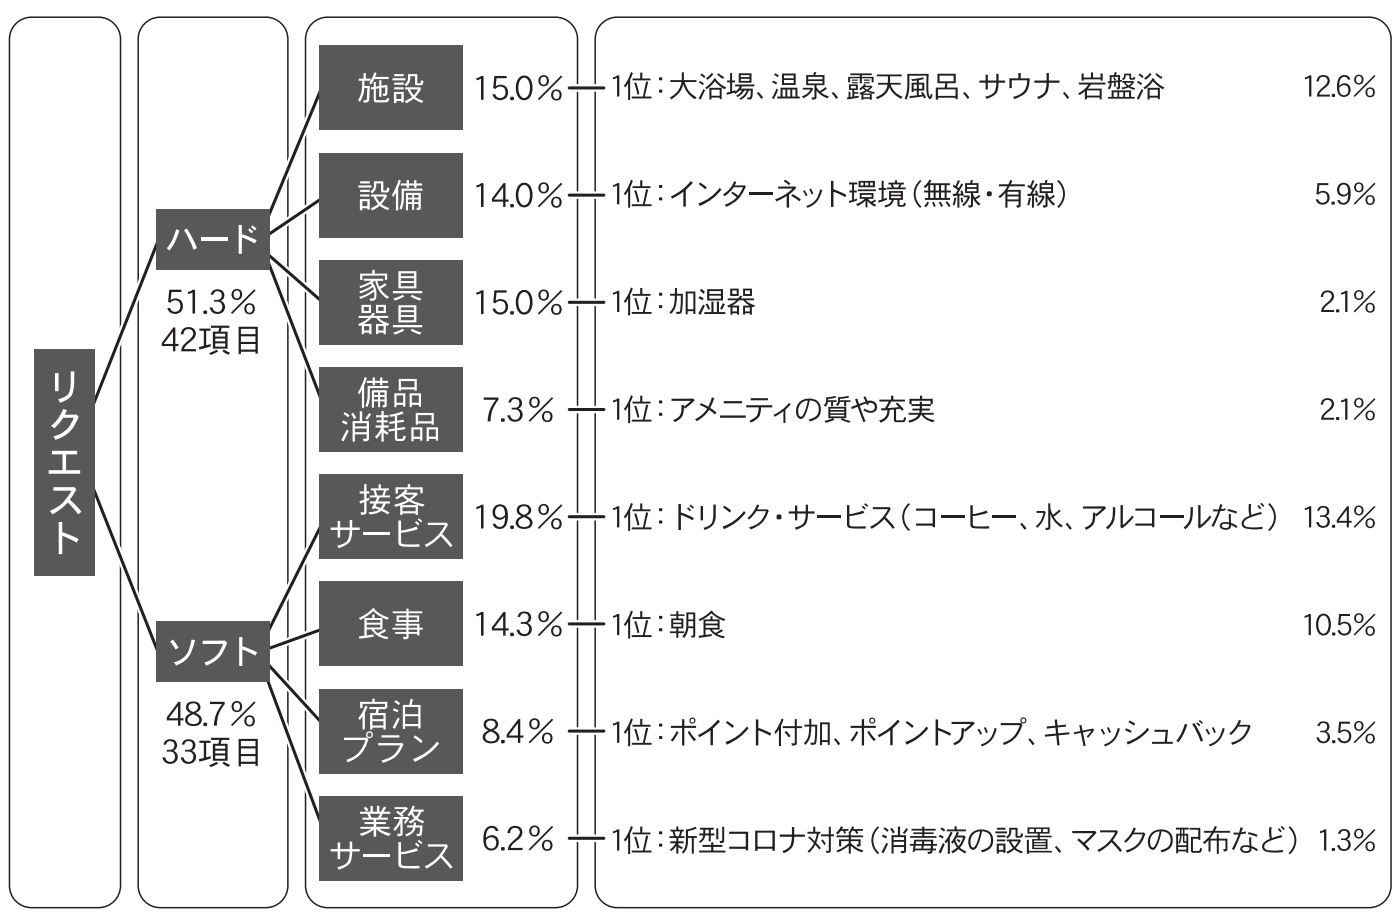 リクエスト
ハード
51.3%
42項目
施設 15.0% 1位：大浴場、温泉、露天風呂、サウナ、岩盤浴 12.6%
設備 14.0% 1位：インターネット環境（無線・有線） 5.9%
家具
器具 15.0% 1位：加湿器 2.1%
備品
消耗品 7.3% 1位：アメニティの質や充実 2.1%
ソフト
48.7%
33項目
接客
サービス 19.8% 1位：ドリンク・サービス（コーヒー、水、アルコールなど） 13.4%
食事 14.3% 1位：朝食 10.5%
宿泊
プラン 8.4% 1位：ポイント付加、ポイントアップ、キャッシュバック 3.5%
業務
サービス 6.2% 1位：新型コロナ対策（消毒液の設置、マスクの配布など） 1.3%